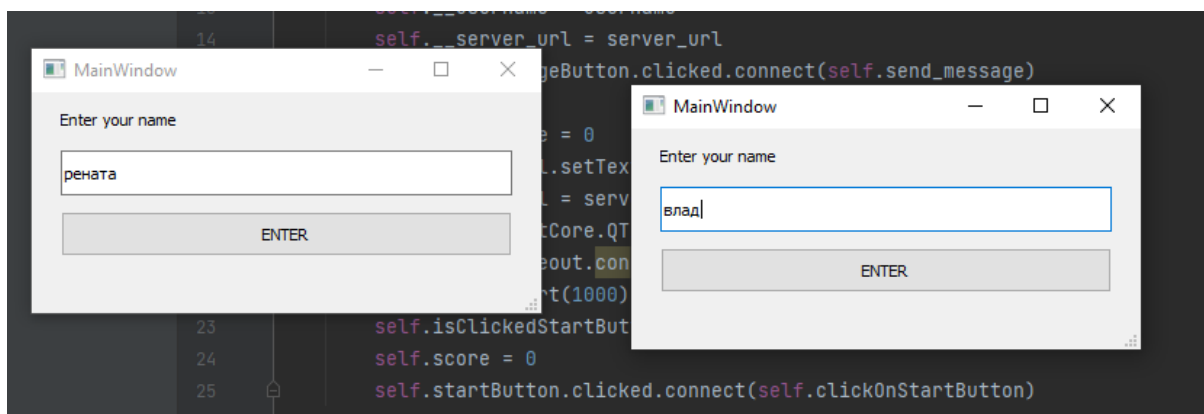 14 self.__server_url = server_url
MainWindow
geButton.clicked.connect(self.send_message)
Enter your name
рената
ENTER
= 0
.setTex
= serv
tCore.QT
eout.con
rt(1000)
MainWindow
Enter your name
влад
ENTER
23 self.isClickedStartBut
24 self.score = 0
25 self.startButton.clicked.connect(self.clickOnStartButton)